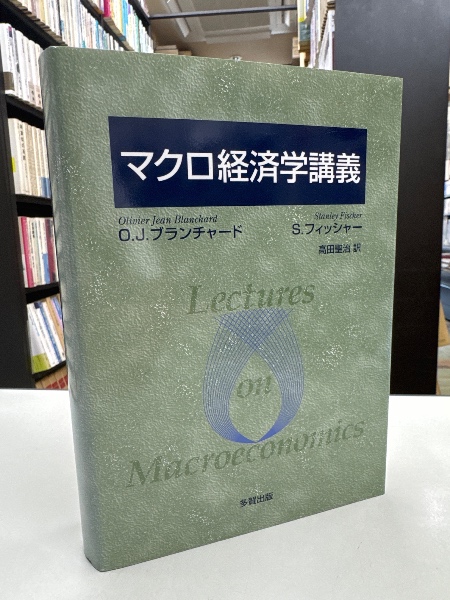 マクロ経済学講義
Olivier Jean Blanchard
Stanley Fischer
O.J.ブランチャード
S.フィッシャー
高田聖治 訳
Lectures
on
Macroeconomics
多賀出版